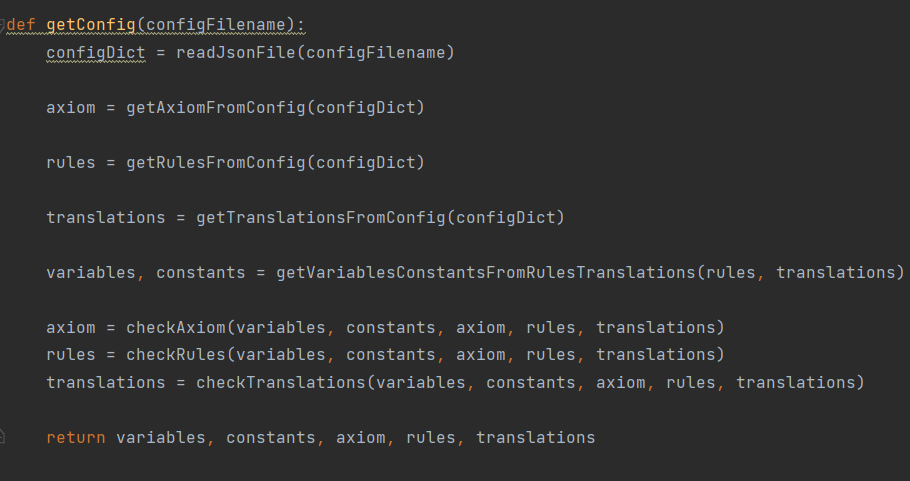 def getConfig(configFilename):
    configDict = readJsonFile(configFilename)
    axiom = getAxiomFromConfig(configDict)
    rules = getRulesFromConfig(configDict)
    translations = getTranslationsFromConfig(configDict)
    variables, constants = getVariablesConstantsFromRulesTranslations(rules, translations)
    axiom = checkAxiom(variables, constants, axiom, rules, translations)
    rules = checkRules(variables, constants, axiom, rules, translations)
    translations = checkTranslations(variables, constants, axiom, rules, translations)
    return variables, constants, axiom, rules, translations